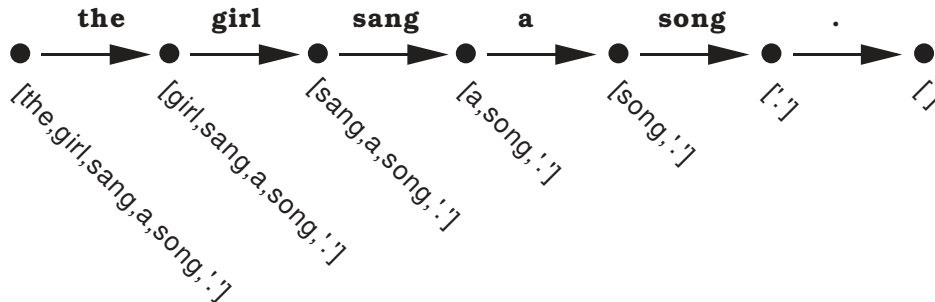 the girl sang a song .
[the,girl,sang,a,song,'.']
[girl,sang,a,song,'.']
[sang,a,song,'.']
[a,song,'.']
[song,'.']
['.']
[ ]